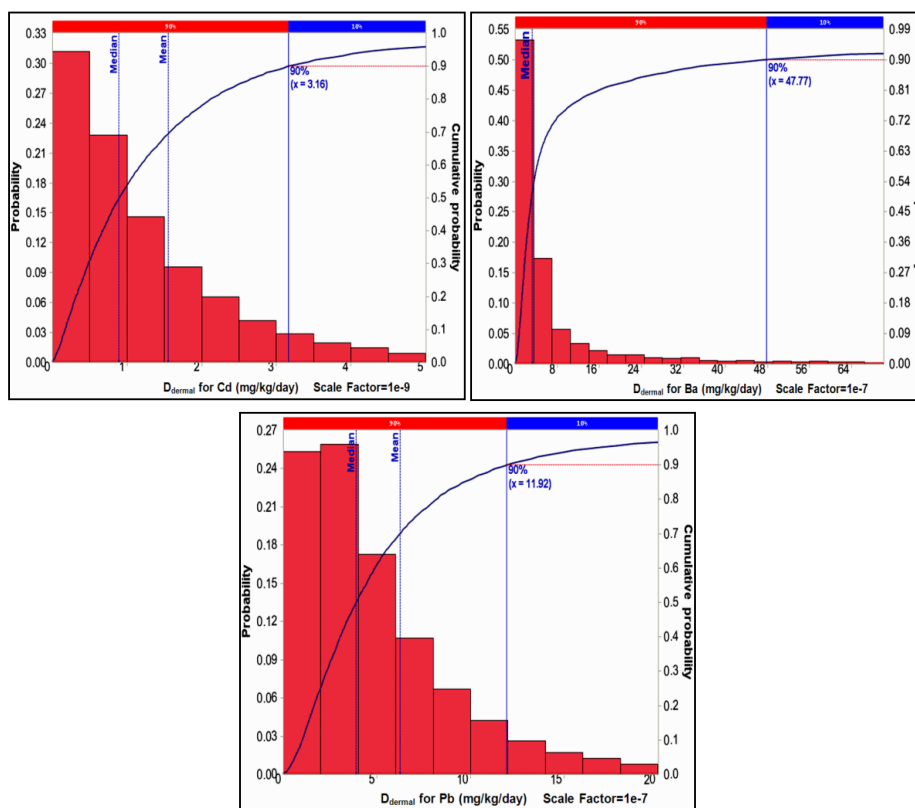 90% 10%
0.33 1.0
0.30 0.9
0.27 0.8
0.24 0.7
0.21 0.6
0.18 0.5
0.15 0.4
0.12 0.3
0.09 0.2
0.06 0.1
0.03 0.0
0.00
Probability
Cumulative probability
Median
Mean
90%
(x = 3.16)
0 1 2 3 4 5
Ddermal for Cd (mg/kg/day) Scale Factor=1e-9
90% 10%
0.55 0.99
0.50 0.90
0.45 0.81
0.40 0.72
0.35 0.63
0.30 0.54
0.25 0.45
0.20 0.36
0.15 0.27
0.10 0.18
0.05 0.09
0.00 0.00
Probability
Median
90%
(x = 47.77)
0 8 16 24 32 40 48 56 64
Ddermal for Ba (mg/kg/day) Scale Factor=1e-7
90% 10%
0.27 1.0
0.24 0.9
0.21 0.8
0.18 0.7
0.15 0.6
0.12 0.5
0.09 0.4
0.06 0.3
0.03 0.2
0.00 0.1
0.0
Probability
Cumulative probability
Median
Mean
90%
(x = 11.92)
0 5 10 15 20
Ddermal for Pb (mg/kg/day) Scale Factor=1e-7